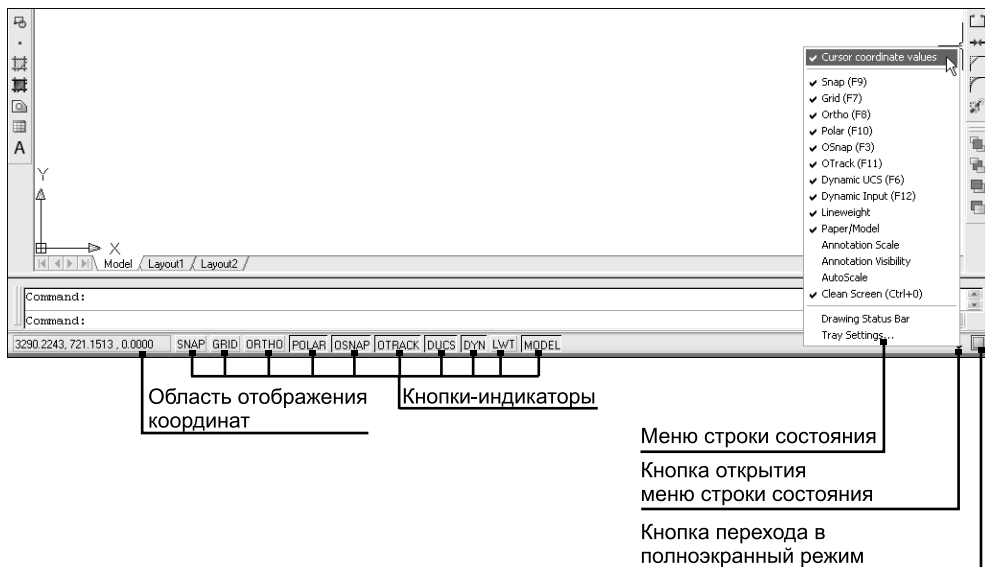 A
Y
X
Model
Layout1
Layout2
Command:
Command:
3290.2243, 721.1513 , 0.0000
SNAP GRID ORTHO POLAR OSNAP OTRACK DUCS DYN LWT MODEL
Cursor coordinate values
Snap (F9)
Grid (F7)
Ortho (F8)
Polar (F10)
OSnap (F3)
OTrack (F11)
Dynamic UCS (F6)
Dynamic Input (F12)
Lineweight
Paper/Model
Annotation Scale
Annotation Visibility
AutoScale
Clean Screen (Ctrl+0)
Drawing Status Bar
Tray Settings...
Область отображения
координат
Кнопки-индикаторы
Меню строки состояния
Кнопка открытия
меню строки состояния
Кнопка перехода в
полноэкранный режим